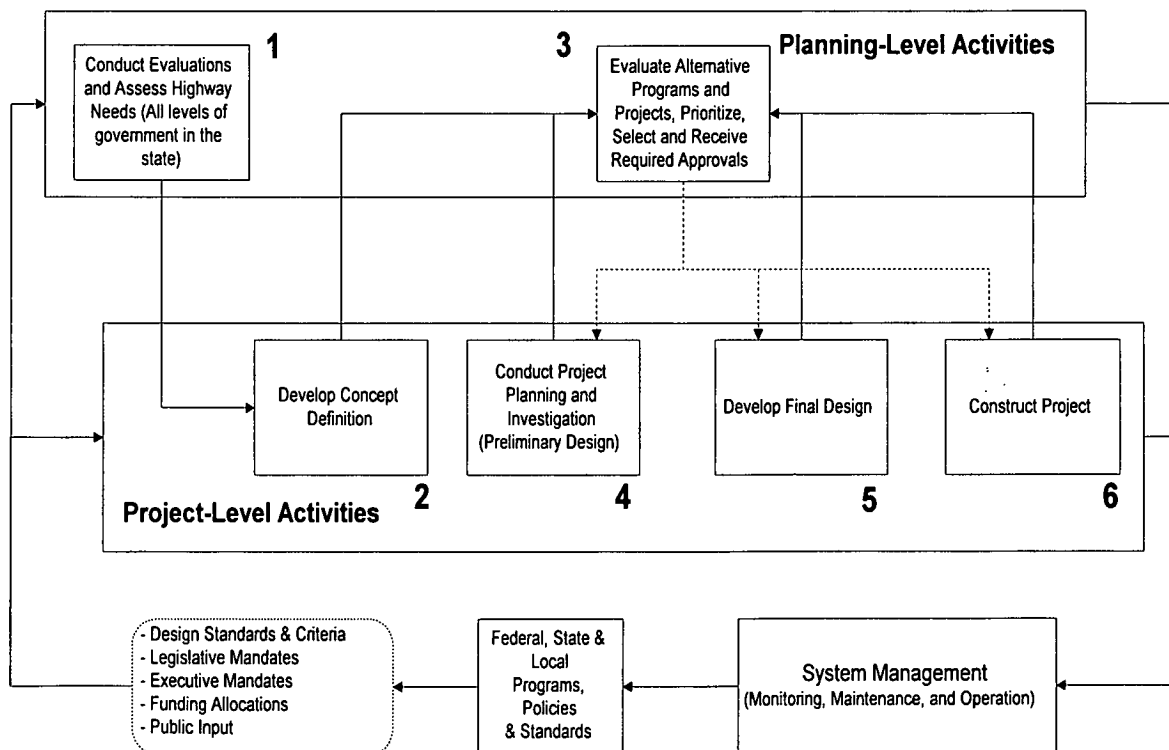 1
Conduct Evaluations
and Assess Highway
Needs (All levels of
government in the
state)
3
Evaluate Alternative
Programs and
Projects, Prioritize,
Select and Receive
Required Approvals
Planning-Level Activities
Develop Concept
Definition
2
Conduct Project
Planning and
Investigation
(Preliminary Design)
4
Develop Final Design
5
Construct Project
6
Project-Level Activities
- Design Standards & Criteria
- Legislative Mandates
- Executive Mandates
- Funding Allocations
- Public Input
Federal, State &
Local
Programs,
Policies
& Standards
System Management
(Monitoring, Maintenance, and Operation)